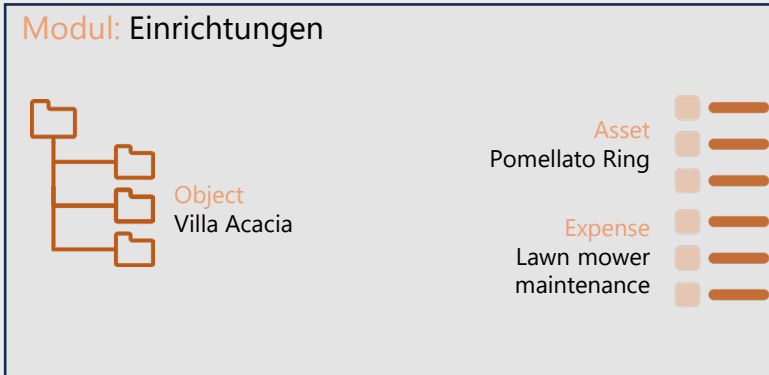 Modul: Einrichtungen
Object
Villa Acacia
Asset
Pomellato Ring
Expense
Lawn mower
maintenance